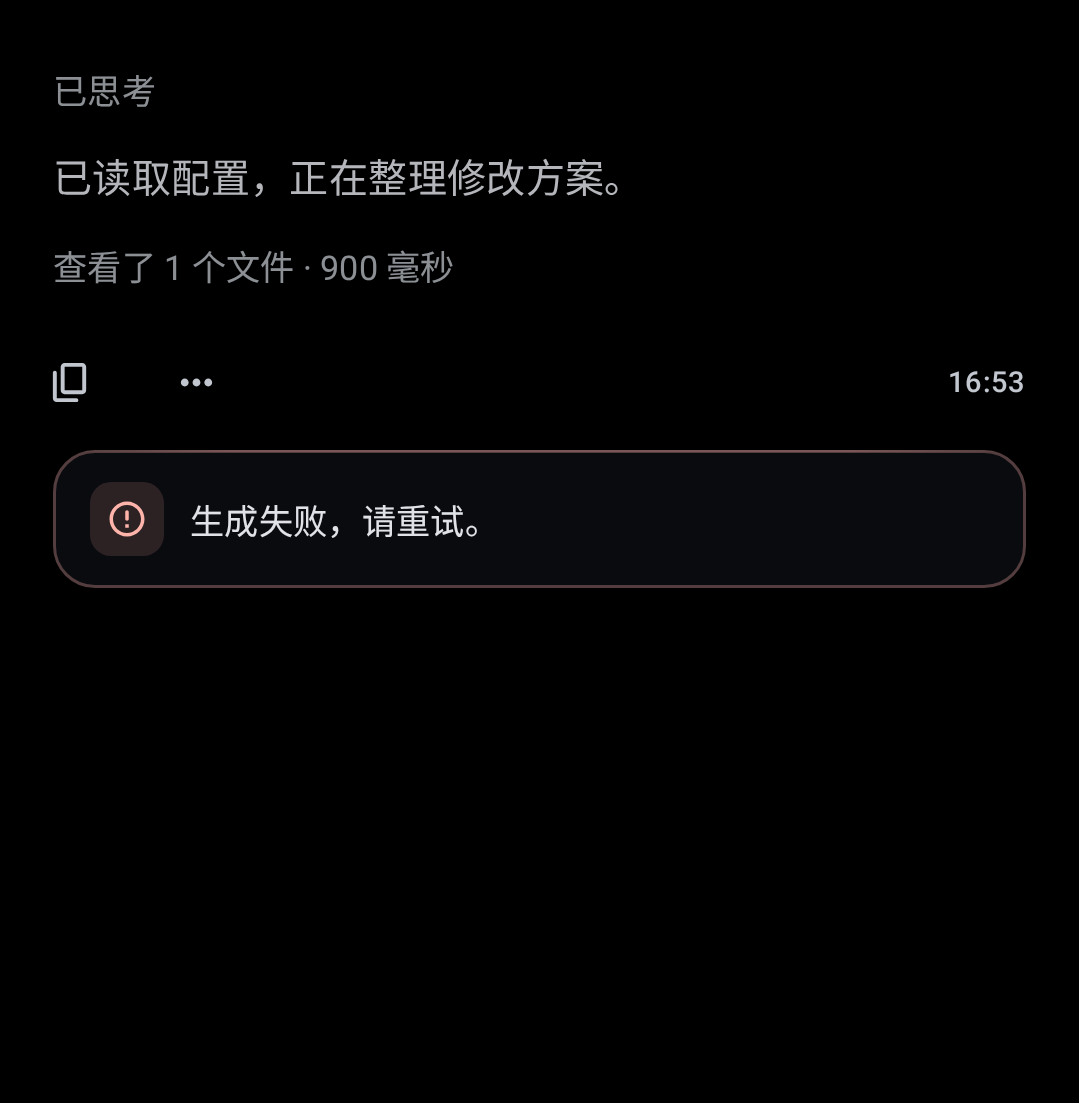 已思考
已读取配置，正在整理修改方案。
查看了 1 个文件 · 900 毫秒
16:53
生成失败，请重试。